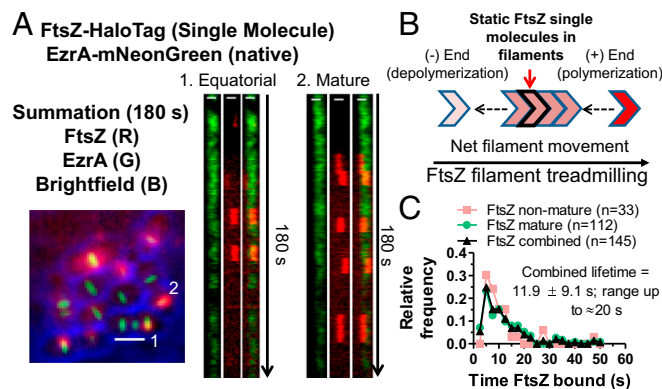 A
FtsZ-HaloTag (Single Molecule)
EzrA-mNeonGreen (native)
1. Equatorial
2. Mature
Summation (180 s)
FtsZ (R)
EzrA (G)
Brightfield (B)
180 s
180 s
2
1
B
Static FtsZ single
molecules in
filaments
(-) End
(depolymerization)
(+) End
(polymerization)
Net filament movement
FtsZ filament treadmilling
C
FtsZ non-mature (n=33)
FtsZ mature (n=112)
FtsZ combined (n=145)
Combined lifetime =
11.9 ± 9.1 s; range up
to ≈20 s
Relative
frequency
0.4
0.3
0.2
0.1
0.0
0 10 20 30 40 50 60
Time FtsZ bound (s)